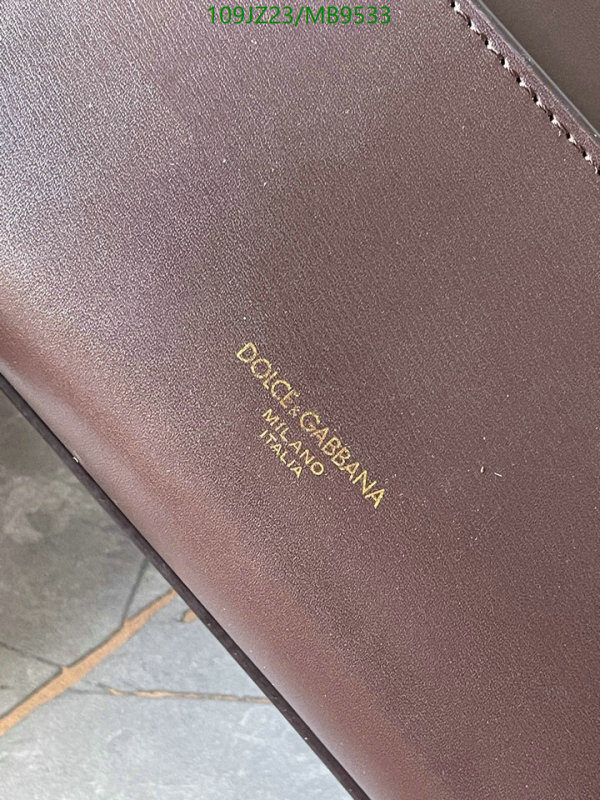 109JZ23/MB9533
DOLCE & GABBANA
MILANO
ITALIA